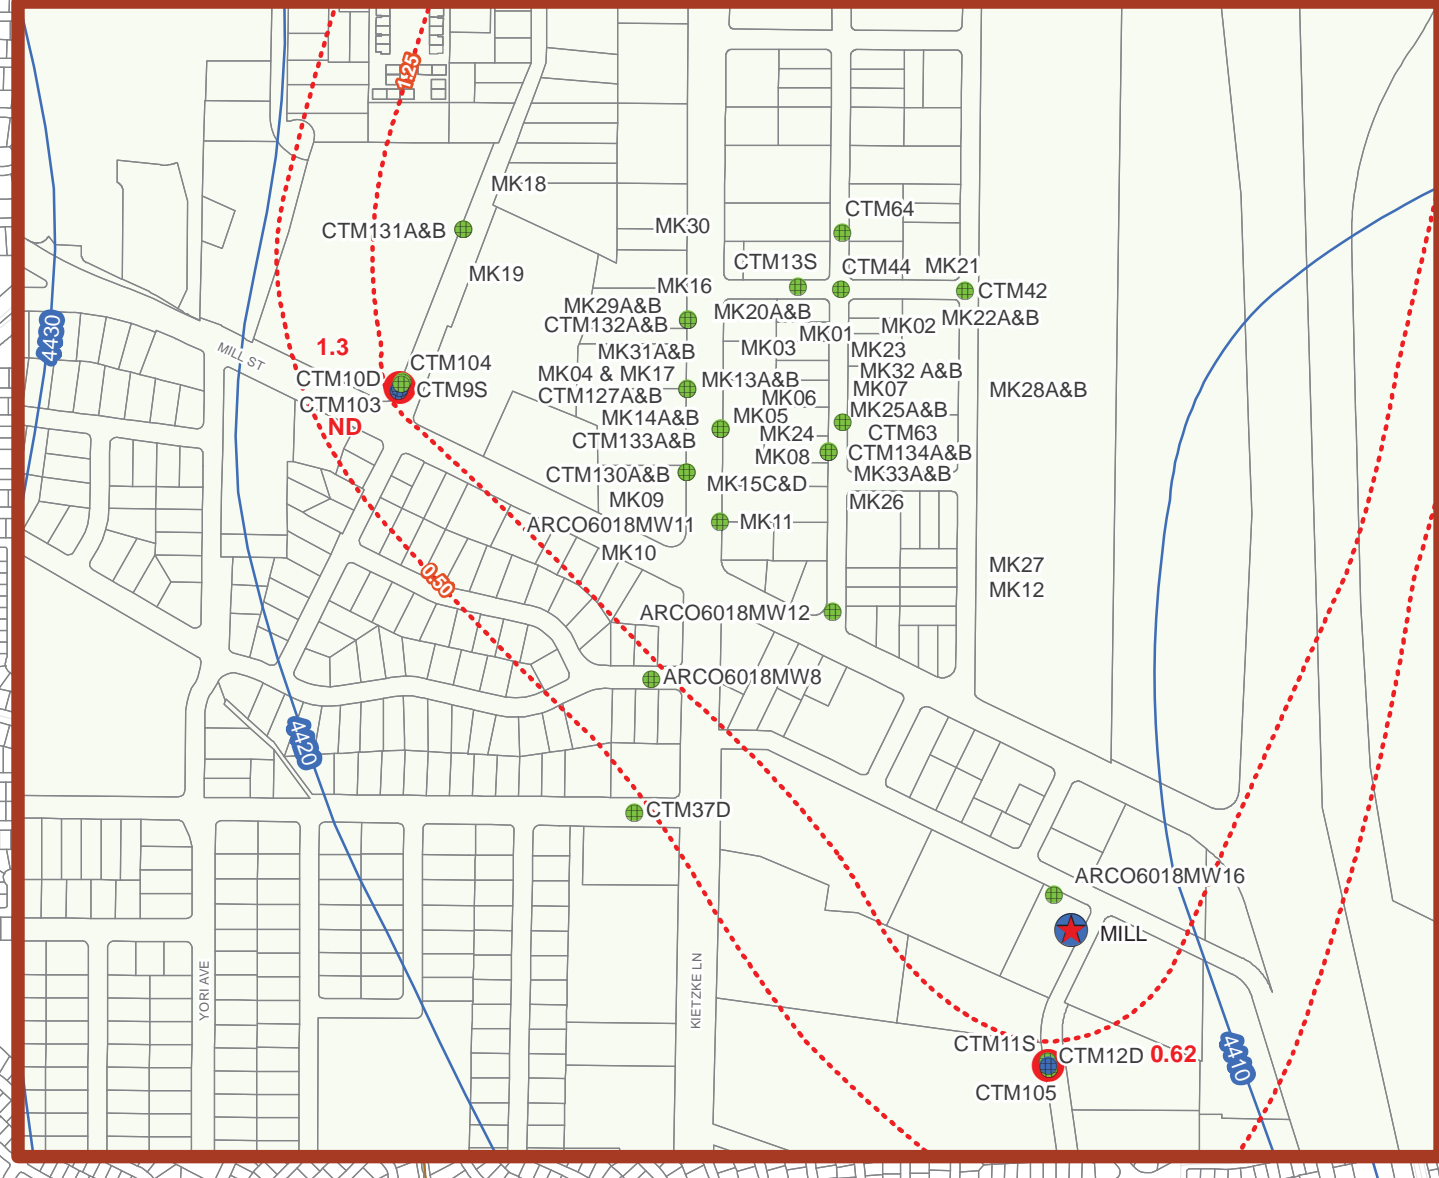 1.25
MK18
CTM131A&B
CTM64
MK30
CTM13S
CTM44
MK21
MK19
MK16
CTM42
MK29A&B
MK20A&B
MK22A&B
CTM132A&B
MK01
MK02
4430
MILL ST
1.3
MK31A&B
MK03
MK23
CTM104
MK04 & MK17
MK32 A&B
CTM10D
CTM9S
MK13A&B
MK07
MK28A&B
CTM127A&B
MK06
CTM103
MK14A&B
MK05
MK25A&B
ND
MK24
CTM63
CTM133A&B
MK08
CTM134A&B
CTM130A&B
MK33A&B
MK15C&D
MK09
MK26
ARCO6018MW11
MK11
MK10
MK27
0.50
MK12
ARCO6018MW12
ARCO6018MW8
4420
CTM37D
ARCO6018MW16
MILL
YORI AVE
KIETZKE LN
CTM11S
CTM12D
0.62
4410
CTM105